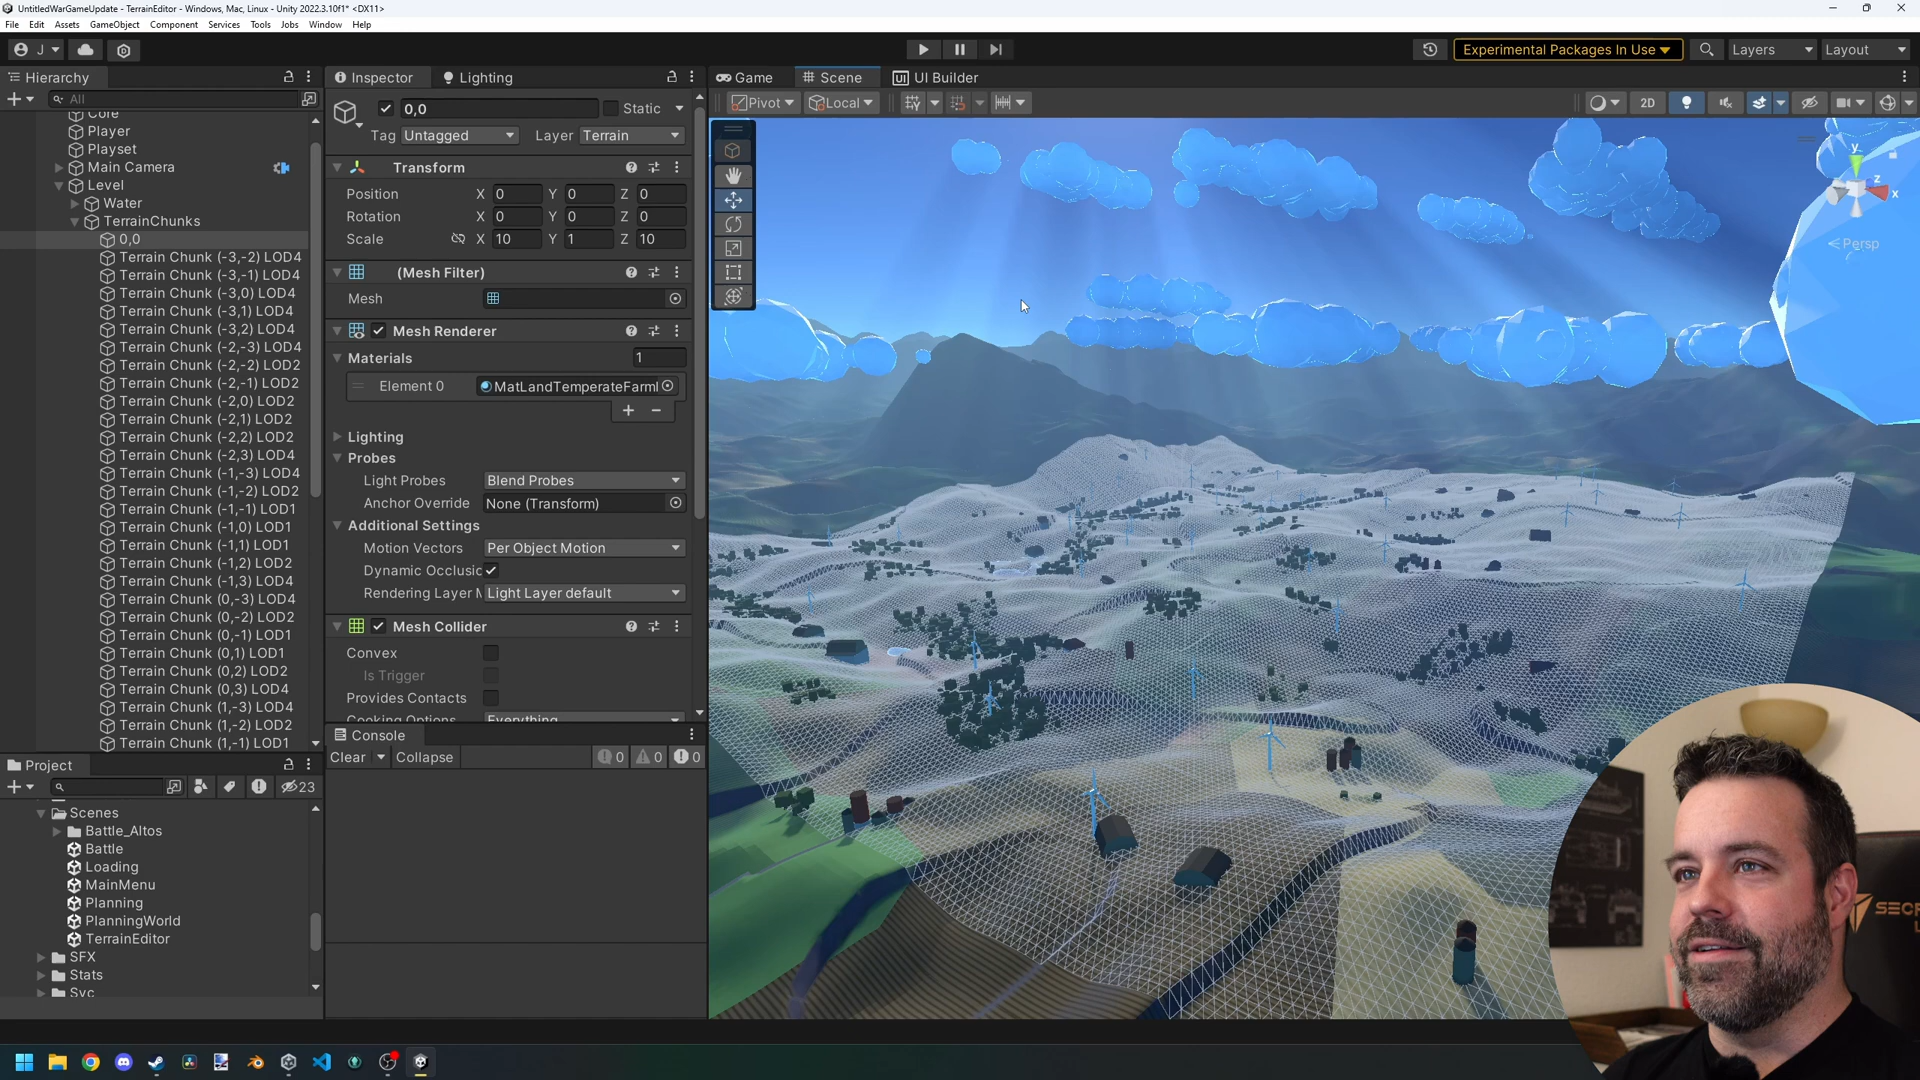 UntitledWarGameUpdate - TerrainEditor - Windows, Mac, Linux - Unity 2022.3.10f1* <DX11>
File Edit Assets GameObject Component Services Tools Jobs Window Help
J
Experimental Packages In Use
Layers
Layout
Hierarchy
All
Core
Player
Playset
Main Camera
Level
Water
TerrainChunks
0,0
Terrain Chunk (-3,-2) LOD4
Terrain Chunk (-3,-1) LOD4
Terrain Chunk (-3,0) LOD4
Terrain Chunk (-3,1) LOD4
Terrain Chunk (-3,2) LOD4
Terrain Chunk (-2,-3) LOD4
Terrain Chunk (-2,-2) LOD2
Terrain Chunk (-2,-1) LOD2
Terrain Chunk (-2,0) LOD2
Terrain Chunk (-2,1) LOD2
Terrain Chunk (-2,2) LOD2
Terrain Chunk (-2,3) LOD4
Terrain Chunk (-1,-3) LOD4
Terrain Chunk (-1,-2) LOD2
Terrain Chunk (-1,-1) LOD1
Terrain Chunk (-1,0) LOD1
Terrain Chunk (-1,1) LOD1
Terrain Chunk (-1,2) LOD2
Terrain Chunk (-1,3) LOD4
Terrain Chunk (0,-3) LOD4
Terrain Chunk (0,-2) LOD2
Terrain Chunk (0,-1) LOD1
Terrain Chunk (0,1) LOD1
Terrain Chunk (0,2) LOD2
Terrain Chunk (0,3) LOD4
Terrain Chunk (1,-3) LOD4
Terrain Chunk (1,-2) LOD2
Terrain Chunk (1,-1) LOD1
Project
23
Scenes
Battle_Altos
Battle
Loading
MainMenu
Planning
PlanningWorld
TerrainEditor
SFX
Stats
Svc
Inspector Lighting
0,0 Static
Tag Untagged Layer Terrain
Transform
Position X 0 Y 0 Z 0
Rotation X 0 Y 0 Z 0
Scale X 10 Y 1 Z 10
(Mesh Filter)
Mesh
Mesh Renderer
Materials 1
Element 0 MatLandTemperateFarml
Lighting
Probes
Light Probes Blend Probes
Anchor Override None (Transform)
Additional Settings
Motion Vectors Per Object Motion
Dynamic Occlusic
Rendering Layer M Light Layer default
Mesh Collider
Convex
Is Trigger
Provides Contacts
Cooking Options Everything
Console
Clear Collapse 0 0 0
Game Scene UI Builder
Pivot Local 2D
y
z
x
Persp